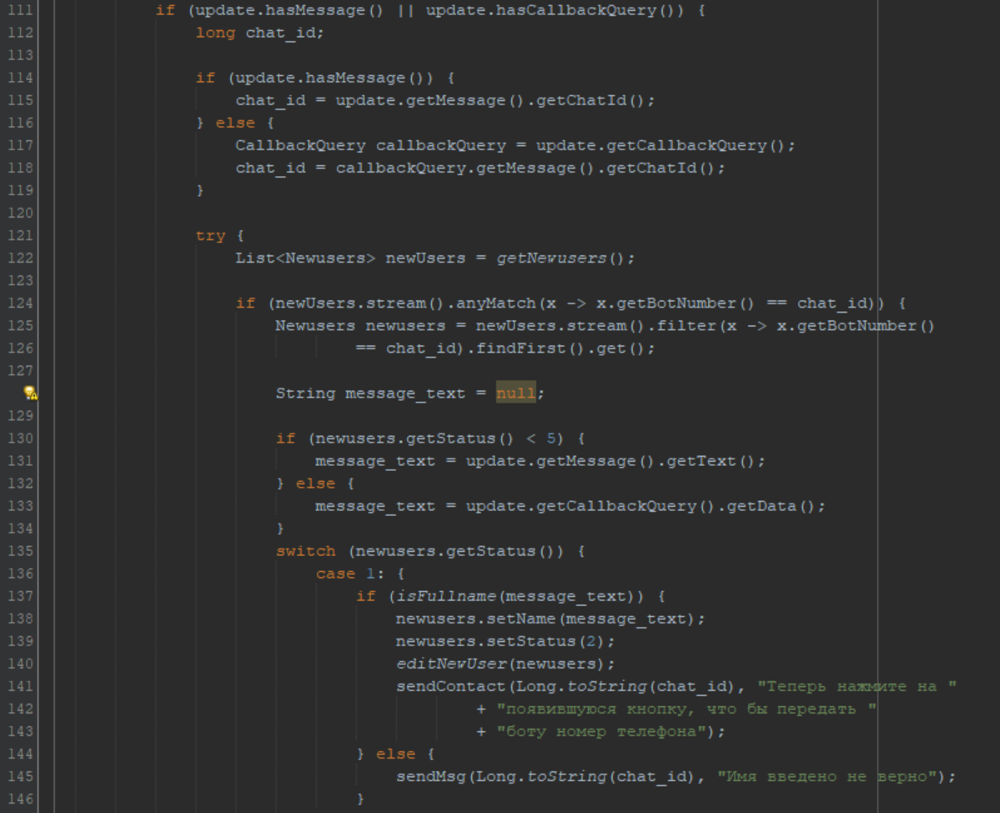 111 if (update.hasMessage() || update.hasCallbackQuery()) {
112 long chat_id;
113
114 if (update.hasMessage()) {
115 chat_id = update.getMessage().getChatId();
116 } else {
117 CallbackQuery callbackQuery = update.getCallbackQuery();
118 chat_id = callbackQuery.getMessage().getChatId();
119 }
120
121 try {
122 List<Newusers> newUsers = getNewusers();
123
124 if (newUsers.stream().anyMatch(x -> x.getBotNumber() == chat_id)) {
125 Newusers newusers = newUsers.stream().filter(x -> x.getBotNumber()
126 == chat_id).findFirst().get();
127
String message_text = null;
129
130 if (newusers.getStatus() < 5) {
131 message_text = update.getMessage().getText();
132 } else {
133 message_text = update.getCallbackQuery().getData();
134 }
135 switch (newusers.getStatus()) {
136 case 1: {
137 if (isFullname(message_text)) {
138 newusers.setName(message_text);
139 newusers.setStatus(2);
140 editNewUser(newusers);
141 sendContact(Long.toString(chat_id), "Теперь нажмите на "
142 + "появившуюся кнопку, что бы передать "
143 + "боту номер телефона");
144 } else {
145 sendMsg(Long.toString(chat_id), "Имя введено не верно");
146 }